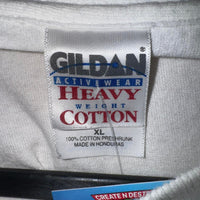 GILDAN®
ACTIVEWEAR
HEAVY
WEIGHT
COTTON
XL
100% COTTON PRESHRUNK
MADE IN HONDURAS